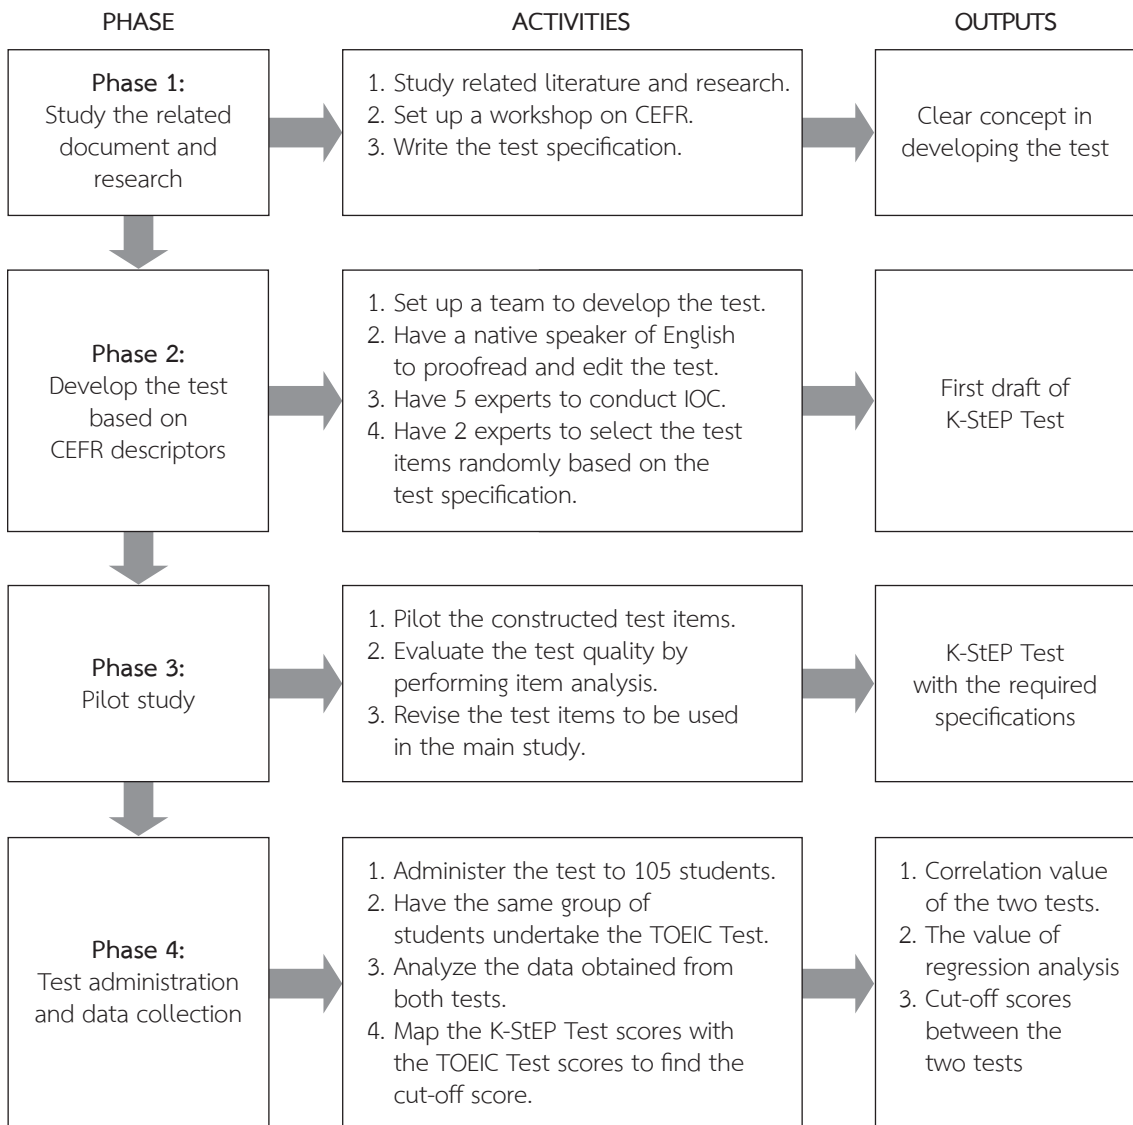 PHASE
ACTIVITIES
OUTPUTS
Phase 1:
Study the related
document and
research
1. Study related literature and research.
2. Set up a workshop on CEFR.
3. Write the test specification.
Clear concept in
developing the test
Phase 2:
Develop the test
based on
CEFR descriptors
1. Set up a team to develop the test.
2. Have a native speaker of English
to proofread and edit the test.
3. Have 5 experts to conduct IOC.
4. Have 2 experts to select the test
items randomly based on the
test specification.
First draft of
K-StEP Test
Phase 3:
Pilot study
1. Pilot the constructed test items.
2. Evaluate the test quality by
performing item analysis.
3. Revise the test items to be used
in the main study.
K-StEP Test
with the required
specifications
Phase 4:
Test administration
and data collection
1. Administer the test to 105 students.
2. Have the same group of
students undertake the TOEIC Test.
3. Analyze the data obtained from
both tests.
4. Map the K-StEP Test scores with
the TOEIC Test scores to find the
cut-off score.
1. Correlation value
of the two tests.
2. The value of
regression analysis
3. Cut-off scores
between the
two tests